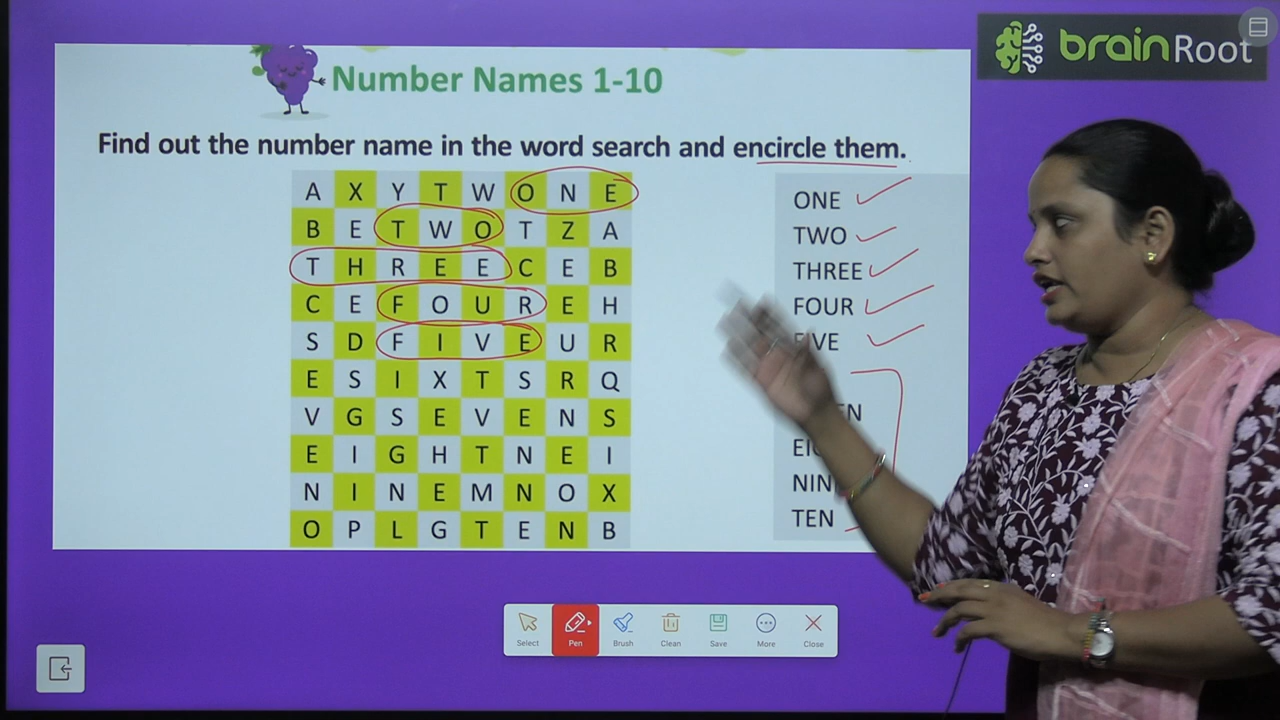 brainRoot
Number Names 1-10
Find out the number name in the word search and encircle them.
A X Y T W O N E
B E T W O T Z A
T H R E E C E B
C E F O U R E H
S D F I V E U R
E S I X T S R Q
V G S E V E N S
E I G H T N E I
N I N E M N O X
O P L G T E N B
ONE
TWO
THREE
FOUR
FIVE
TEN
Select
Pen
Brush
Clean
Save
More
Close